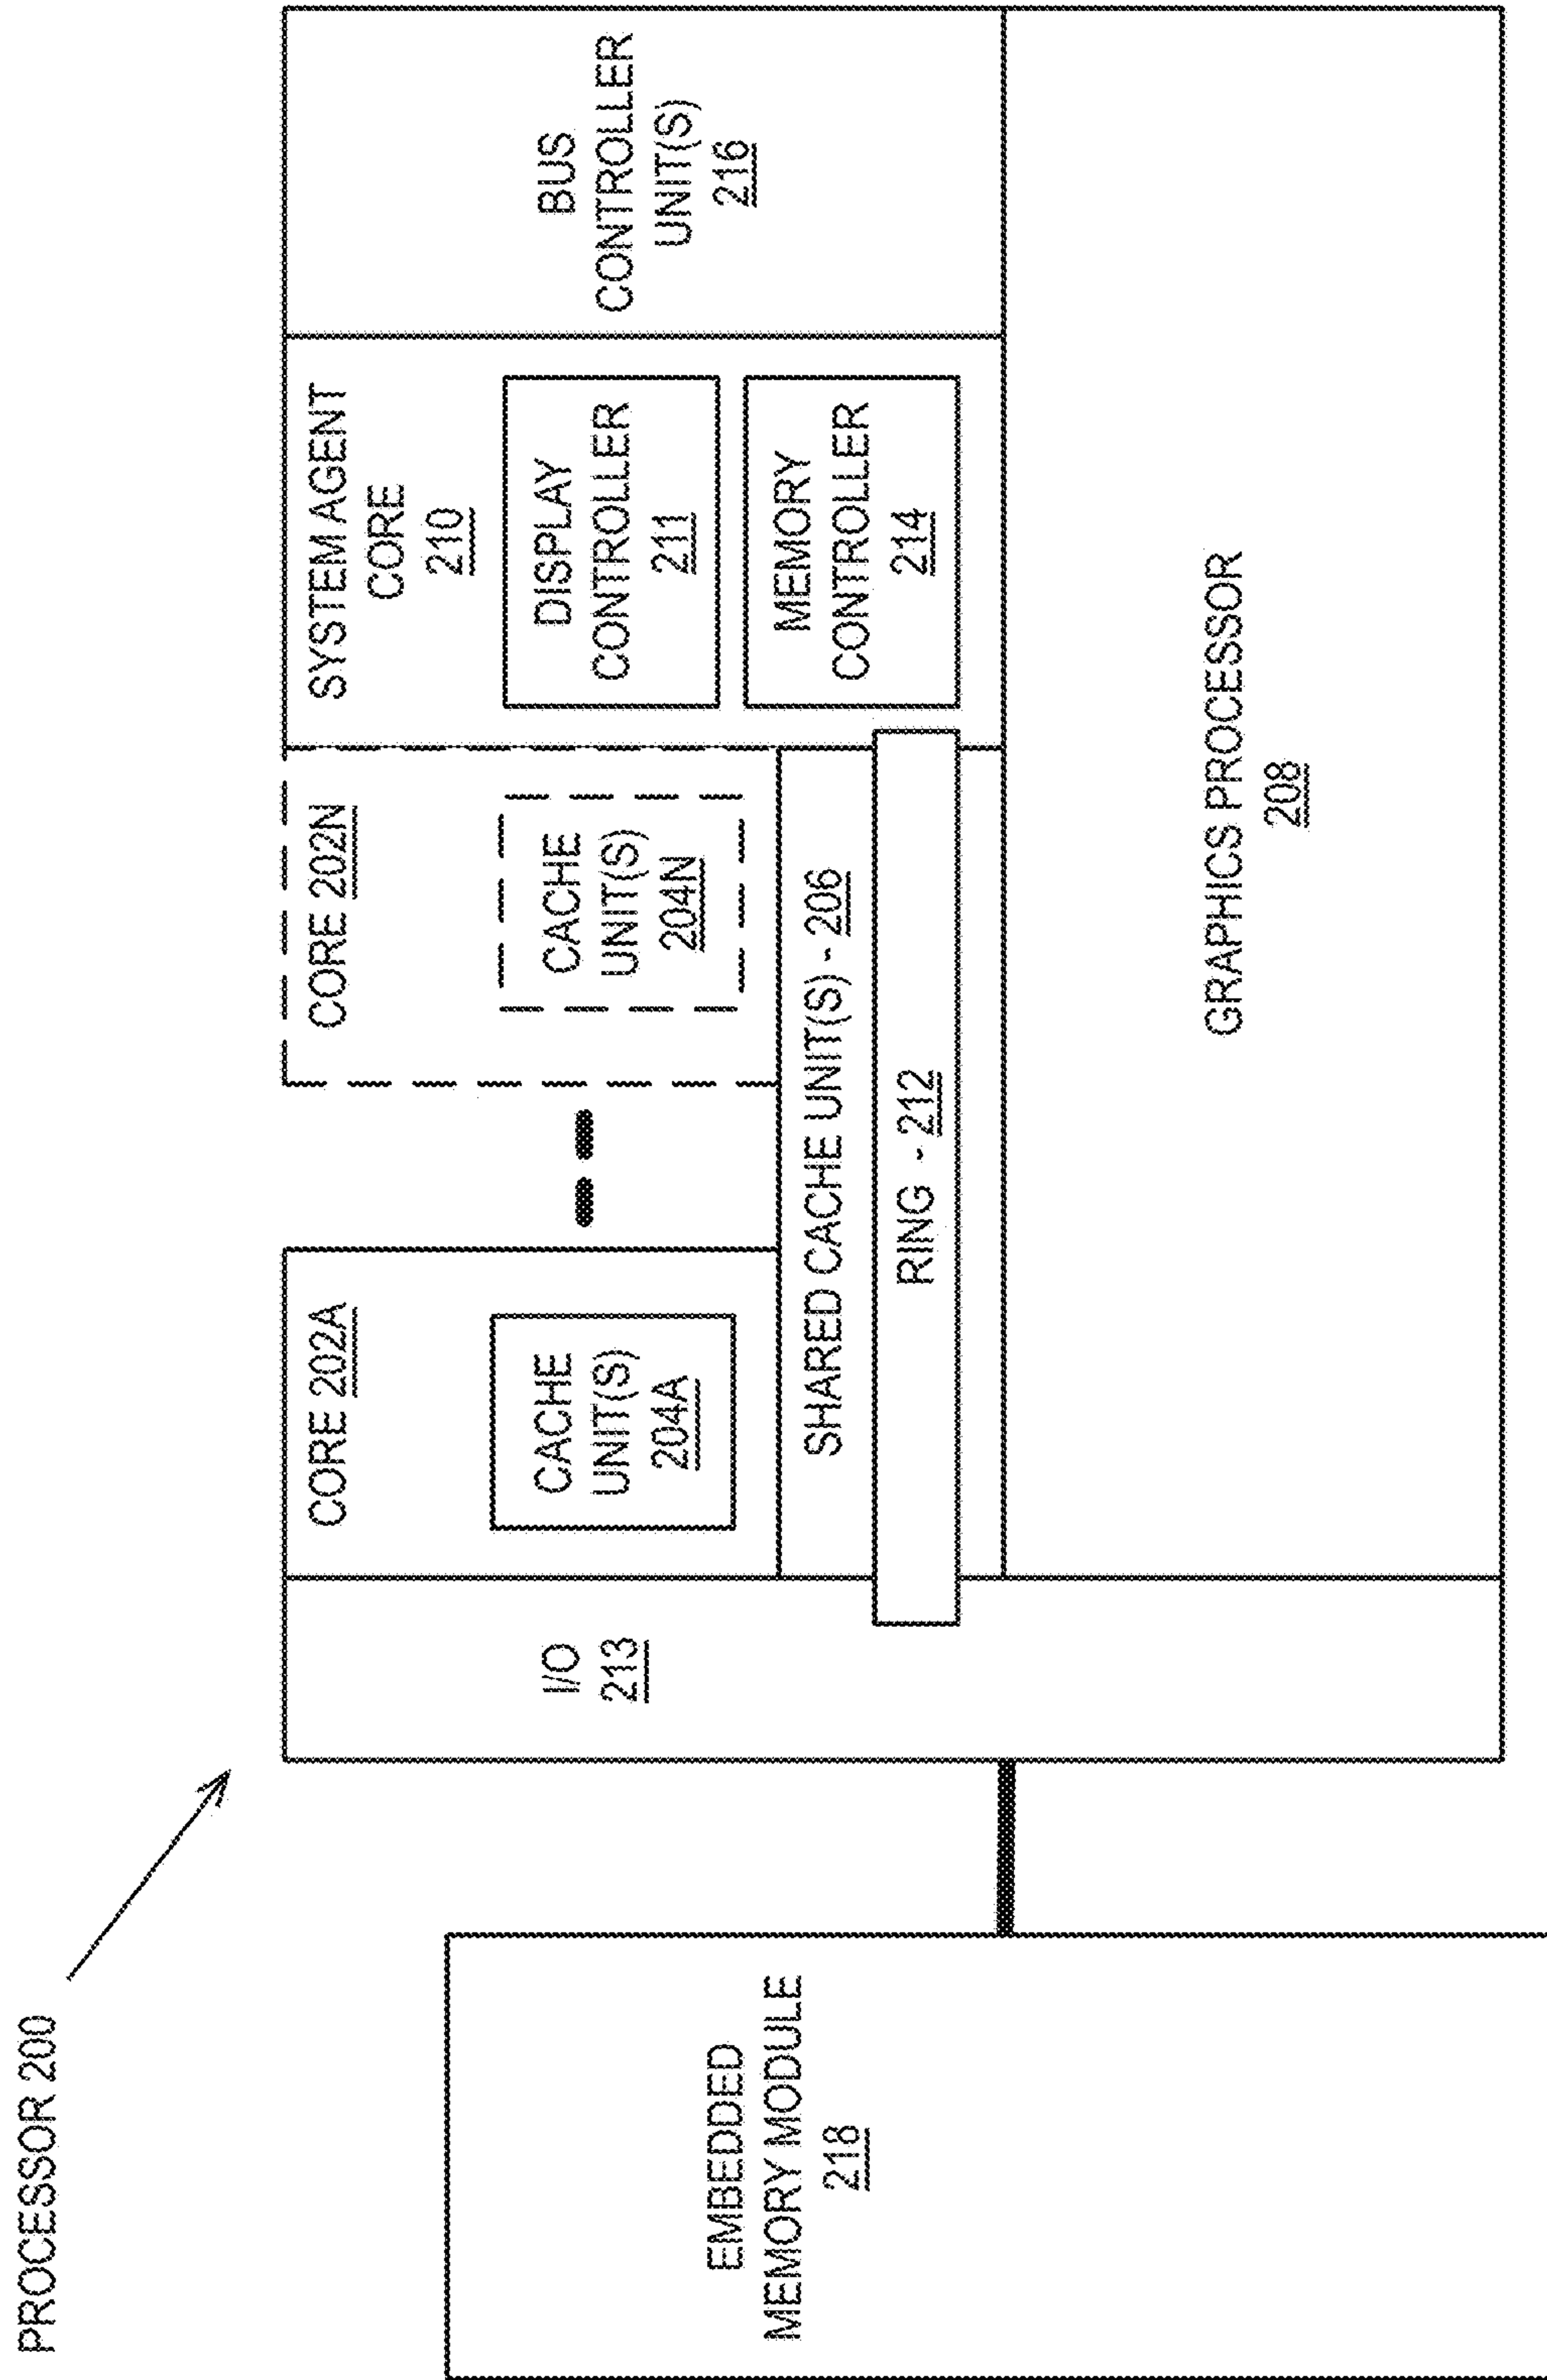 PROCESSOR 200
EMBEDDED
MEMORY MODULE
218
I/O
213
CORE 202A
CACHE
UNIT(S)
204A
CORE 202N
CACHE
UNIT(S)
204N
SHARED CACHE UNIT(S) - 206
RING - 212
SYSTEM AGENT
CORE
210
DISPLAY
CONTROLLER
211
MEMORY
CONTROLLER
214
BUS
CONTROLLER
UNIT(S)
216
GRAPHICS PROCESSOR
208